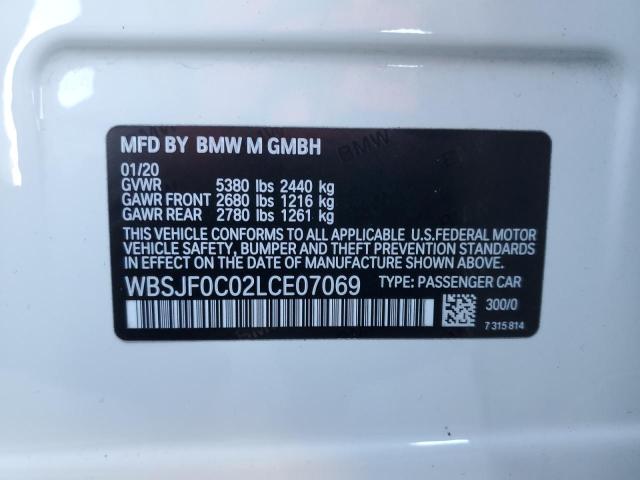 MFD BY BMW M GMBH
01/20
GVWR 5380 lbs 2440 kg
GAWR FRONT 2680 lbs 1216 kg
GAWR REAR 2780 lbs 1261 kg
THIS VEHICLE CONFORMS TO ALL APPLICABLE U.S.FEDERAL MOTOR
VEHICLE SAFETY, BUMPER AND THEFT PREVENTION STANDARDS
IN EFFECT ON THE DATE OF MANUFACTURE SHOWN ABOVE.
WBSJF0C02LCE07069 TYPE: PASSENGER CAR
300/0
7 315 814
BMW